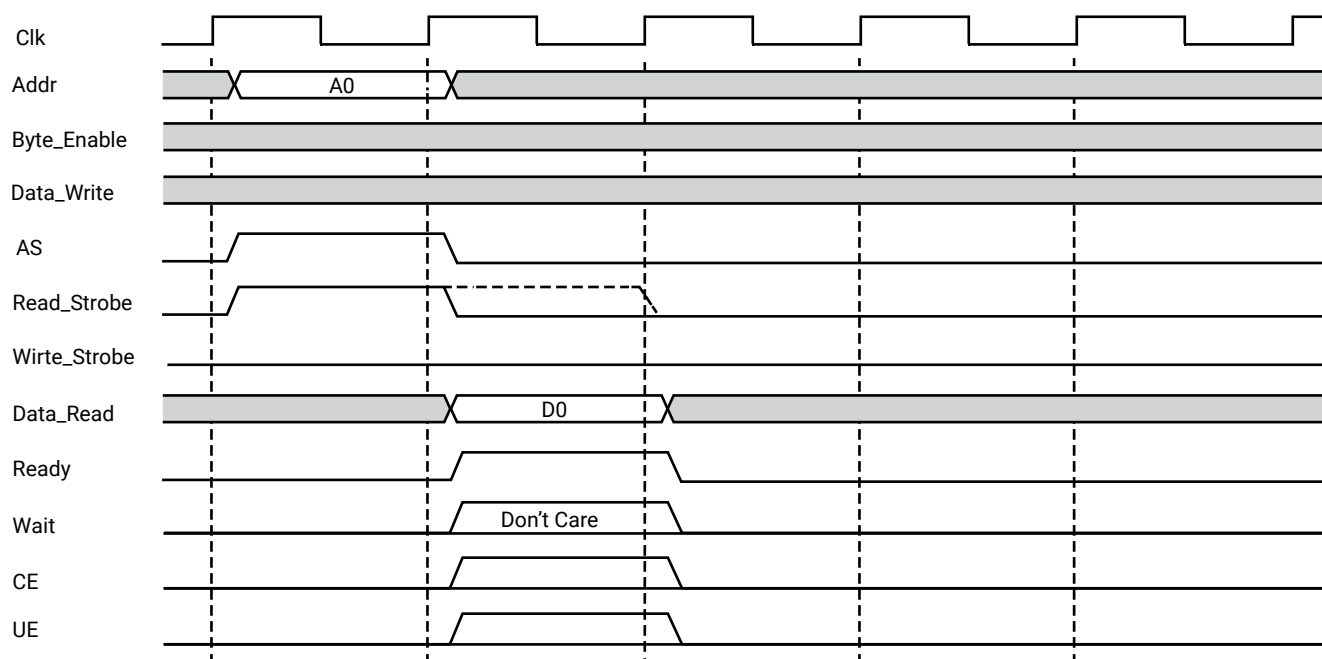 Clk
Addr
A0
Byte_Enable
Data_Write
AS
Read_Strobe
Wirte_Strobe
Data_Read
D0
Ready
Wait
Don't Care
CE
UE